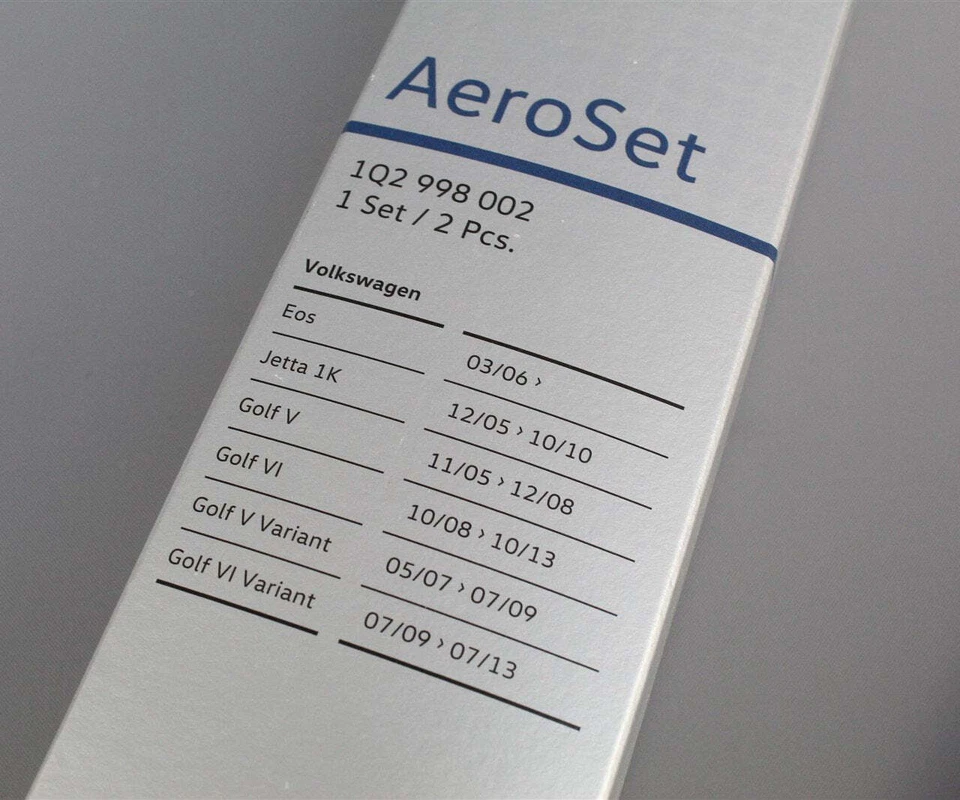 AeroSet
1Q2 998 002
1 Set / 2 Pcs.
Volkswagen
Eos 03/06 ›
Jetta 1K 12/05 › 10/10
Golf V 11/05 › 12/08
Golf VI 10/08 › 10/13
Golf V Variant 05/07 › 07/09
Golf VI Variant 07/09 › 07/13